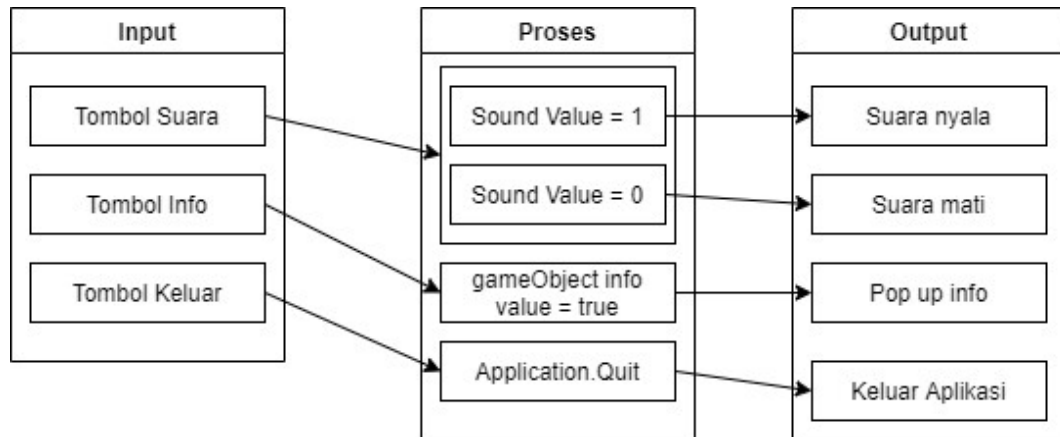 Input
Tombol Suara
Tombol Info
Tombol Keluar
Proses
Sound Value = 1
Sound Value = 0
gameObject info
value = true
Application.Quit
Output
Suara nyala
Suara mati
Pop up info
Keluar Aplikasi